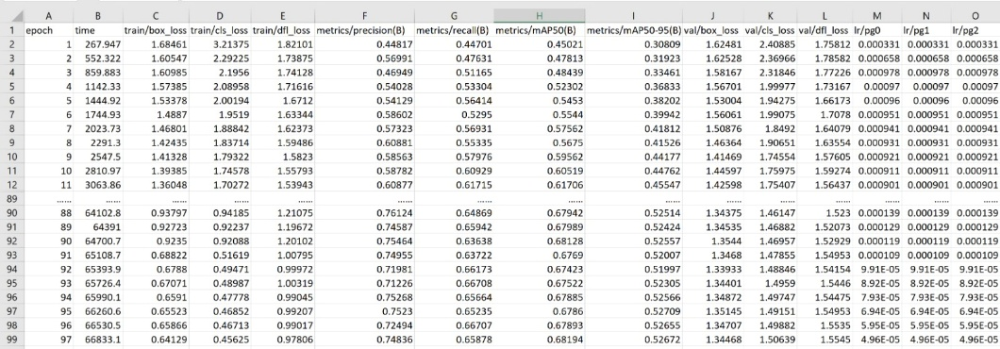 A B C D E F G H I J K L M N O
1 epoch time train/box_loss train/cls_loss train/dfl_loss metrics/precision(B) metrics/recall(B) metrics/mAP50(B) metrics/mAP50-95(B) val/box_loss val/cls_loss val/dfl_loss lr/pg0 lr/pg1 lr/pg2
2 1 267.947 1.68461 3.21375 1.82101 0.44817 0.44701 0.45021 0.30809 1.62481 2.40885 1.75812 0.000331 0.000331 0.000331
3 2 552.322 1.60547 2.29225 1.73875 0.56991 0.47631 0.47813 0.31923 1.62528 2.36966 1.78582 0.000658 0.000658 0.000658
4 3 859.883 1.60985 2.1956 1.74128 0.46949 0.51165 0.48439 0.33461 1.58167 2.31846 1.77226 0.000978 0.000978 0.000978
5 4 1142.33 1.57385 2.08958 1.71616 0.54028 0.53304 0.52302 0.36833 1.56701 1.99977 1.73167 0.00097 0.00097 0.00097
6 5 1444.92 1.53378 2.00194 1.6712 0.54129 0.56414 0.5453 0.38202 1.53004 1.94275 1.66173 0.00096 0.00096 0.00096
7 6 1744.93 1.4887 1.9519 1.63344 0.58602 0.5295 0.5544 0.39942 1.56061 1.99075 1.7078 0.000951 0.000951 0.000951
8 7 2023.73 1.46801 1.88842 1.62373 0.57323 0.56931 0.57562 0.41812 1.50876 1.8492 1.64079 0.000941 0.000941 0.000941
9 8 2291.3 1.42435 1.83714 1.59486 0.60881 0.55335 0.5675 0.41526 1.46364 1.90651 1.63554 0.000931 0.000931 0.000931
10 9 2547.5 1.41328 1.79322 1.5823 0.58563 0.57976 0.59562 0.44177 1.41469 1.74554 1.57605 0.000921 0.000921 0.000921
11 10 2810.97 1.39385 1.74578 1.55793 0.58782 0.60929 0.60519 0.44762 1.44597 1.75975 1.59274 0.000911 0.000911 0.000911
12 11 3063.86 1.36048 1.70272 1.53943 0.60877 0.61715 0.61706 0.45547 1.42598 1.75407 1.56437 0.000901 0.000901 0.000901
89 …… …… …… …… …… …… …… …… …… …… …… …… …… …… ……
90 88 64102.8 0.93797 0.94185 1.21075 0.76124 0.64869 0.67942 0.52514 1.34375 1.46147 1.523 0.000139 0.000139 0.000139
91 89 64391 0.92723 0.92237 1.19672 0.74587 0.65942 0.67989 0.52424 1.34535 1.46882 1.52073 0.000129 0.000129 0.000129
92 90 64700.7 0.9235 0.92088 1.20102 0.75464 0.63638 0.68128 0.52557 1.3544 1.46957 1.52929 0.000119 0.000119 0.000119
93 91 65108.7 0.68822 0.51619 1.00795 0.74955 0.63722 0.6769 0.52007 1.3468 1.47855 1.54953 0.000109 0.000109 0.000109
94 92 65393.9 0.6788 0.49471 0.99972 0.71981 0.66173 0.67423 0.51997 1.33933 1.48846 1.54154 9.91E-05 9.91E-05 9.91E-05
95 93 65726.4 0.67071 0.48987 1.00319 0.71226 0.66708 0.67522 0.52305 1.34401 1.4959 1.5446 8.92E-05 8.92E-05 8.92E-05
96 94 65990.1 0.6591 0.47778 0.99045 0.75268 0.65664 0.67885 0.52566 1.34872 1.49747 1.54475 7.93E-05 7.93E-05 7.93E-05
97 95 66260.6 0.65523 0.46852 0.99207 0.7523 0.65235 0.6786 0.52709 1.35145 1.49151 1.54953 6.94E-05 6.94E-05 6.94E-05
98 96 66530.5 0.65866 0.46713 0.99017 0.72494 0.66707 0.67893 0.52655 1.34707 1.49882 1.5535 5.95E-05 5.95E-05 5.95E-05
99 97 66833.1 0.64129 0.45625 0.97806 0.74836 0.65878 0.68194 0.52672 1.34468 1.50639 1.5545 4.96E-05 4.96E-05 4.96E-05